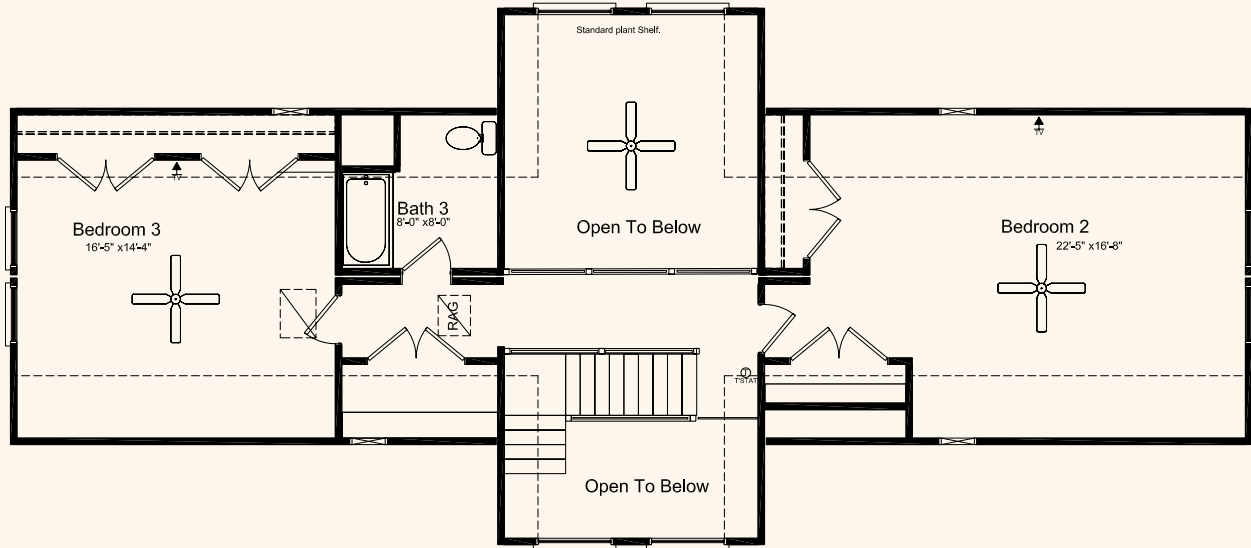 Standard plant Shelf.
TV
TV
Bedroom 3
16'-5" x14'-4"
Bath 3
8'-0" x8'-0"
Open To Below
Bedroom 2
22'-5" x16'-8"
RAG
T
T'STAT
Open To Below